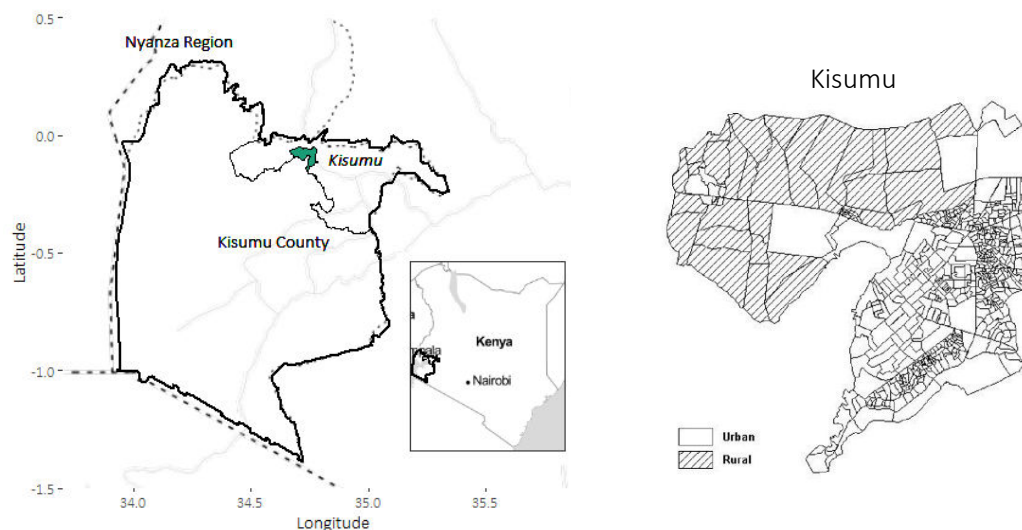 0.5
Nyanza Region
0.0
Kisumu
Kisumu County
-0.5
Latitude
Kenya
Nairobi
-1.0
-1.5
34.0
34.5
35.0
35.5
Longitude
Kisumu
Urban
Rural